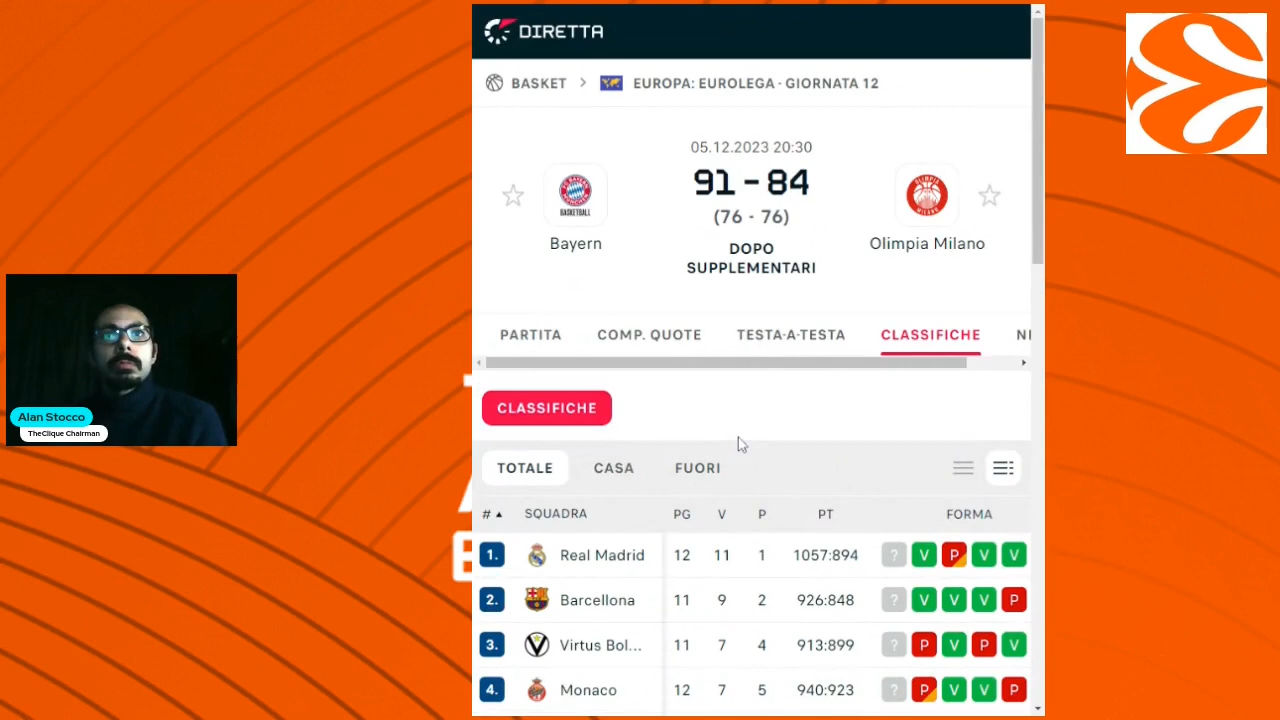 DIRETTA
BASKET > EUROPA: EUROLEGA - GIORNATA 12
05.12.2023 20:30
91 - 84
(76 - 76)
DOPO
SUPPLEMENTARI
BASKETBALL
Bayern
Olimpia Milano
PARTITA COMP. QUOTE TESTA-A-TESTA CLASSIFICHE
CLASSIFICHE
TOTALE CASA FUORI
# SQUADRA PG V P PT FORMA
1. Real Madrid 12 11 1 1057:894 ? V P V V
2. Barcellona 11 9 2 926:848 ? V V V P
3. Virtus Bol... 11 7 4 913:899 ? P V P V
4. Monaco 12 7 5 940:923 ? P V V P
Alan Stocco
TheClique Chairman